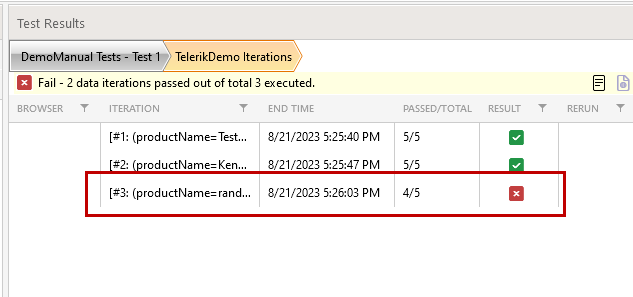 Test Results
DemoManual Tests - Test 1 TelerikDemo Iterations
Fail - 2 data iterations passed out of total 3 executed.
BROWSER ITERATION END TIME PASSED/TOTAL RESULT RERUN
[#1: (productName=Test... 8/21/2023 5:25:40 PM 5/5
[#2: (productName=Ken... 8/21/2023 5:25:47 PM 5/5
[#3: (productName=rand... 8/21/2023 5:26:03 PM 4/5